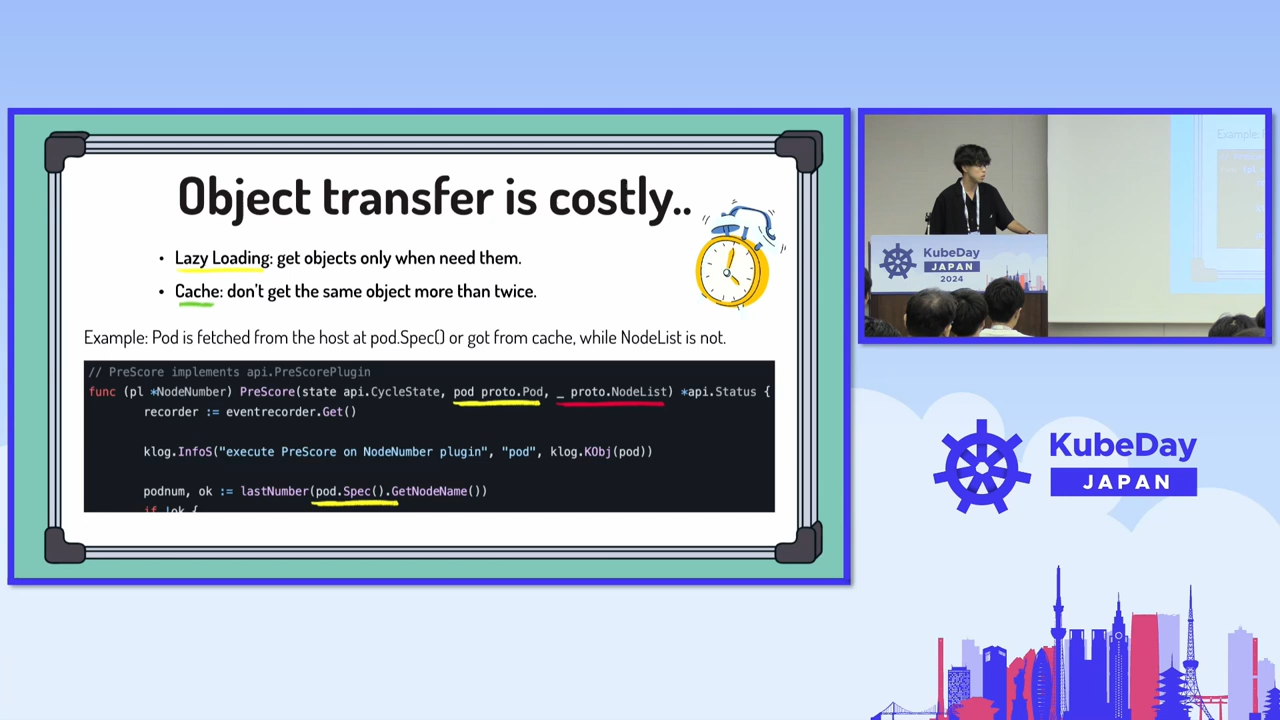 Object transfer is costly..
• Lazy Loading: get objects only when need them.
• Cache: don't get the same object more than twice.
Example: Pod is fetched from the host at pod.Spec() or got from cache, while NodeList is not.
// PreScore implements api.PreScorePlugin
func (pl *NodeNumber) PreScore(state api.CycleState, pod proto.Pod, _ proto.NodeList) *api.Status {
recorder := eventrecorder.Get()
klog.InfoS("execute PreScore on NodeNumber plugin", "pod", klog.KObj(pod))
podnum, ok := lastNumber(pod.Spec().GetNodeName())
if !ok {
Example:
KubeDay
JAPAN
2024
KubeDay
JAPAN